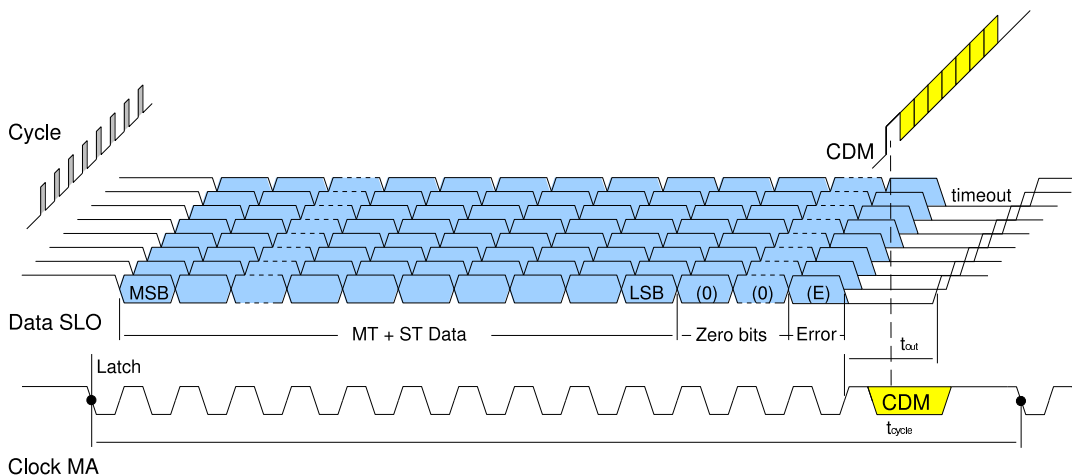 Cycle
CDM
timeout
MSB
LSB
(0)
(0)
(E)
Data SLO
MT + ST Data
Zero bits
Error
tout
Latch
CDM
tcycle
Clock MA